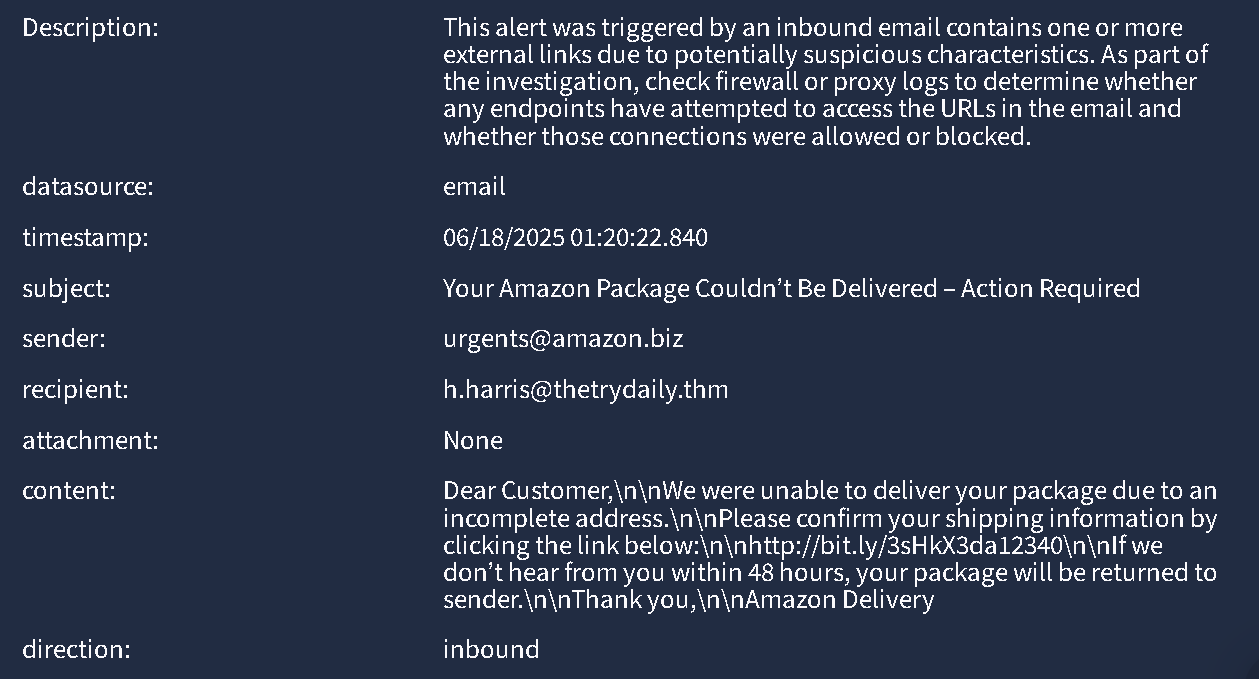 Description: This alert was triggered by an inbound email contains one or more
external links due to potentially suspicious characteristics. As part of
the investigation, check firewall or proxy logs to determine whether
any endpoints have attempted to access the URLs in the email and
whether those connections were allowed or blocked.
datasource: email
timestamp: 06/18/2025 01:20:22.840
subject: Your Amazon Package Couldn’t Be Delivered – Action Required
sender: urgents@amazon.biz
recipient: h.harris@thetrydaily.thm
attachment: None
content: Dear Customer,\n\nWe were unable to deliver your package due to an
incomplete address.\n\nPlease confirm your shipping information by
clicking the link below:\n\nhttp://bit.ly/3sHkX3da12340\n\nIf we
don’t hear from you within 48 hours, your package will be returned to
sender.\n\nThank you,\n\nAmazon Delivery
direction: inbound